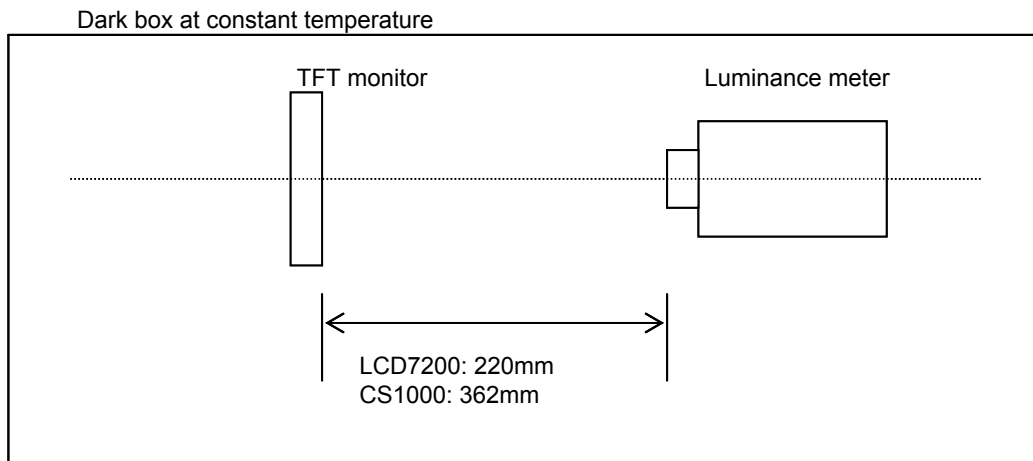 Dark box at constant temperature
TFT monitor
Luminance meter
LCD7200: 220mm
CS1000: 362mm